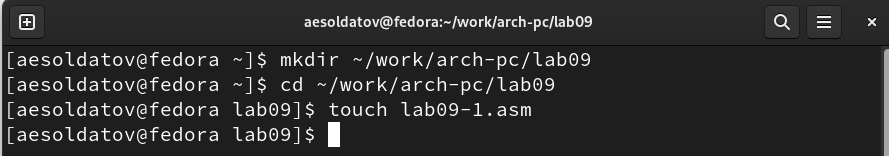 aesoldatov@fedora:~/work/arch-pc/lab09
[aesoldatov@fedora ~]$ mkdir ~/work/arch-pc/lab09
[aesoldatov@fedora ~]$ cd ~/work/arch-pc/lab09
[aesoldatov@fedora lab09]$ touch lab09-1.asm
[aesoldatov@fedora lab09]$